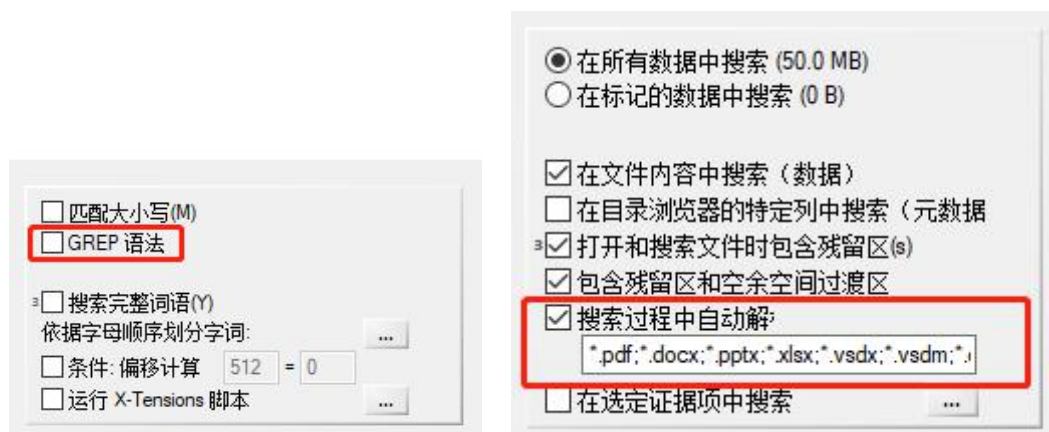 匹配大小写(M)
GREP 语法
3 搜索完整词语(Y)
依据字母顺序划分字词:
...
条件: 偏移计算 512 = 0
运行 X-Tensions 脚本 ...
在所有数据中搜索 (50.0 MB)
在标记的数据中搜索 (0 B)
在文件内容中搜索（数据）
在目录浏览器的特定列中搜索（元数据
3 打开和搜索文件时包含残留区(s)
包含残留区和空余空间过渡区
搜索过程中自动解
*.pdf;*.docx;*.pptx;*.xlsx;*.vsdx;*.vsdm;*.
在选定证据项中搜索 ...